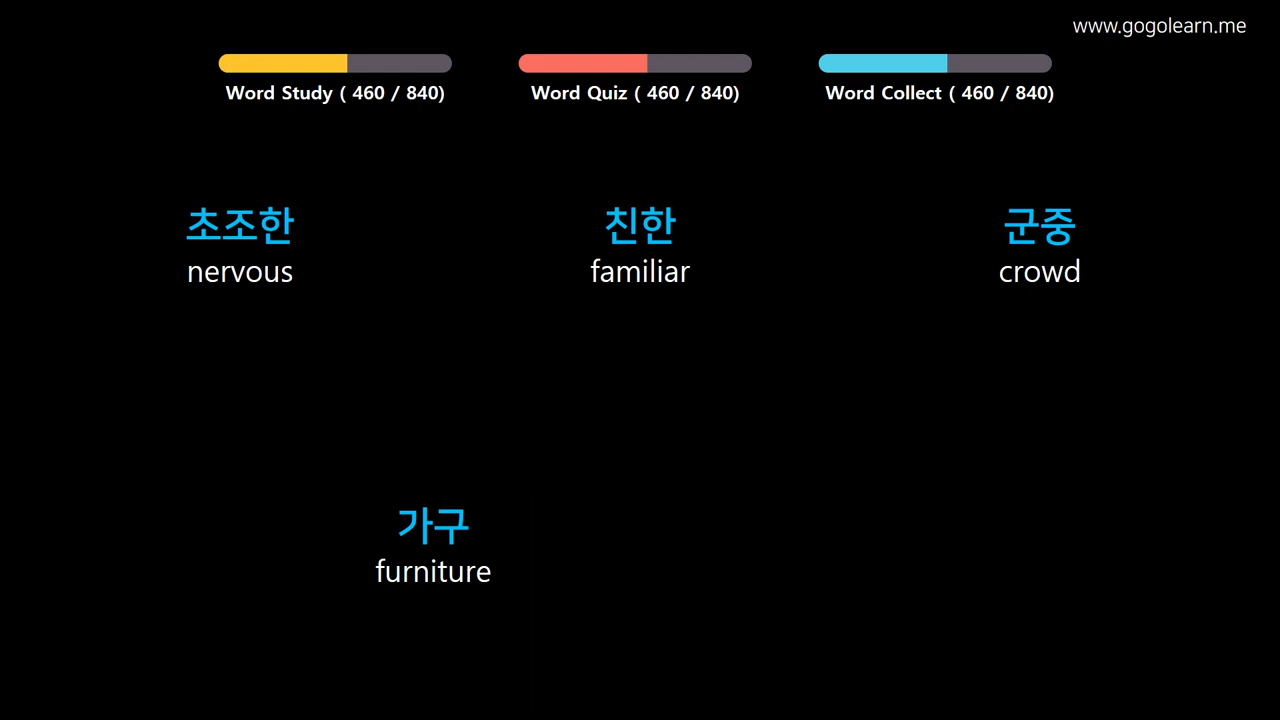 www.gogolearn.me
Word Study ( 460 / 840)
Word Quiz ( 460 / 840)
Word Collect ( 460 / 840)
초조한
nervous
친한
familiar
군중
crowd
가구
furniture